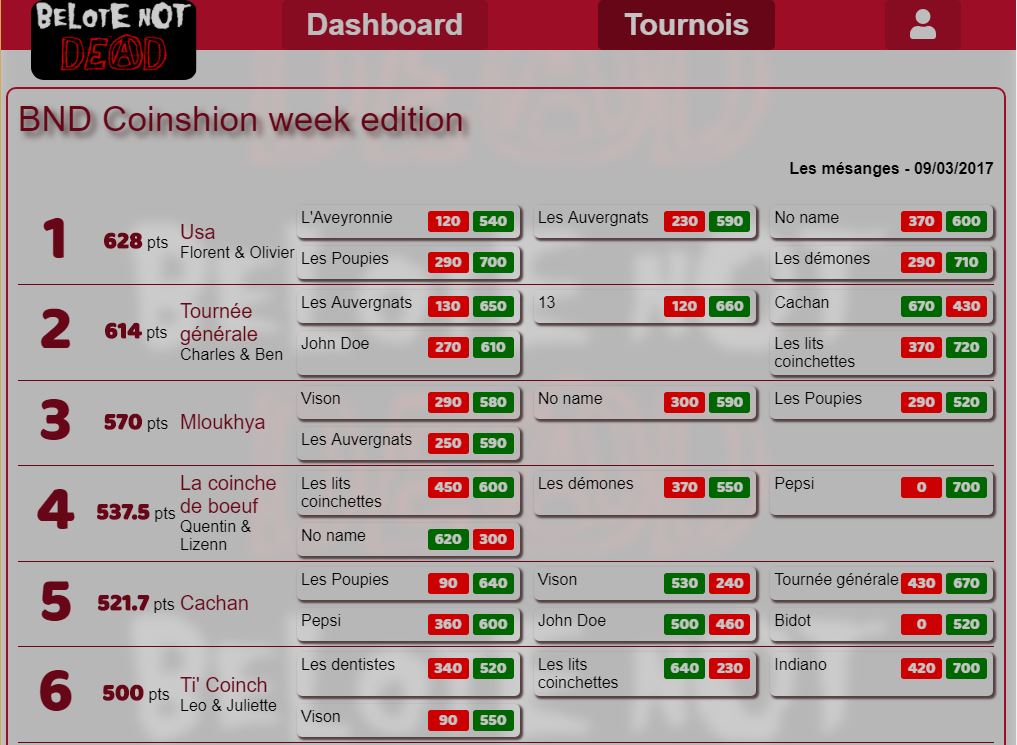 BELOTE NOT
DEAD
Dashboard
Tournois
BND Coinshion week edition
Les mésanges - 09/03/2017
1
628 pts
Usa
Florent & Olivier
L'Aveyronnie 120 540
Les Auvergnats 230 590
No name 370 600
Les Poupies 290 700
Les démones 290 710
2
614 pts
Tournée
générale
Charles & Ben
Les Auvergnats 130 650
13 120 660
Cachan 670 430
John Doe 270 610
Les lits
coinchettes 370 720
3
570 pts
Mloukhya
Vison 290 580
No name 300 590
Les Poupies 290 520
Les Auvergnats 250 590
4
537.5 pts
La coinche
de boeuf
Quentin &
Lizenn
Les lits
coinchettes 450 600
Les démones 370 550
Pepsi 0 700
No name 620 300
5
521.7 pts
Cachan
Les Poupies 90 640
Vison 530 240
Tournée générale 430 670
Pepsi 360 600
John Doe 500 460
Bidot 0 520
6
500 pts
Ti' Coinch
Leo & Juliette
Les dentistes 340 520
Les lits
coinchettes 640 230
Indiano 420 700
Vison 90 550